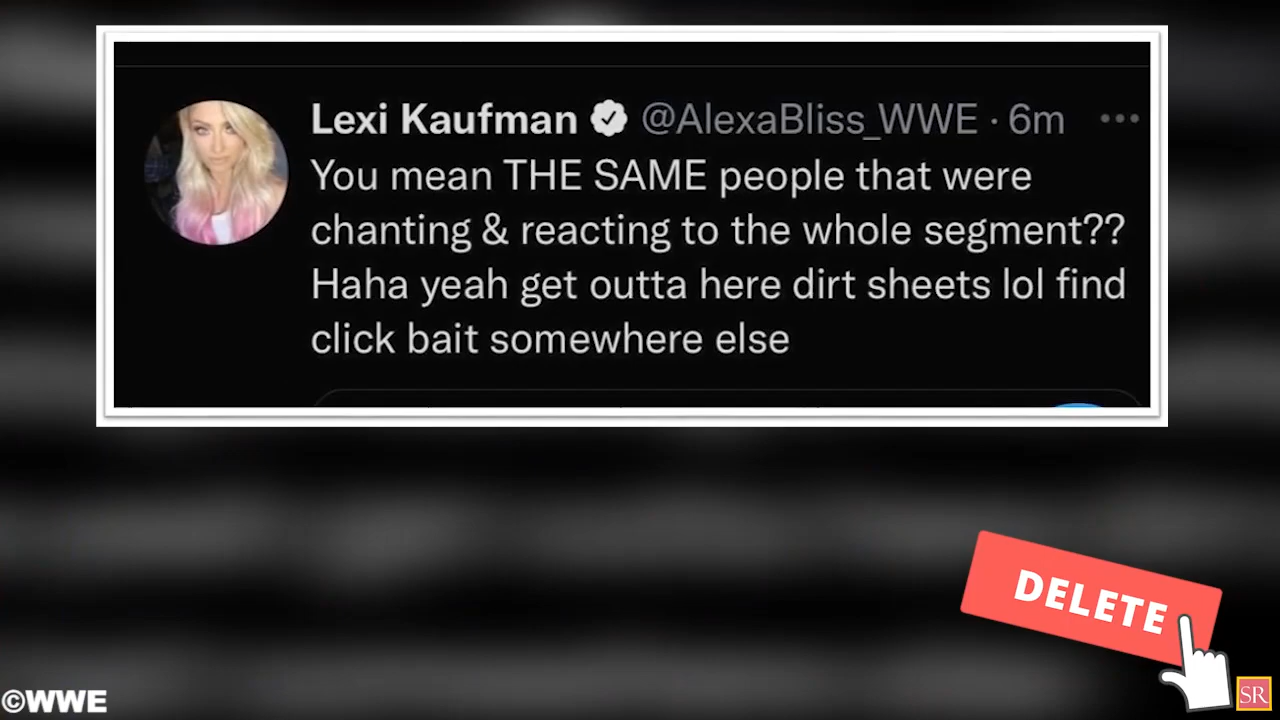 Lexi Kaufman @AlexaBliss_WWE · 6m
You mean THE SAME people that were
chanting & reacting to the whole segment??
Haha yeah get outta here dirt sheets lol find
click bait somewhere else
DELETE
©WWE
SR